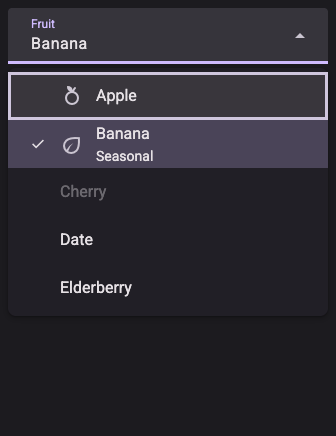 Fruit
Banana
Apple
Banana
Seasonal
Cherry
Date
Elderberry